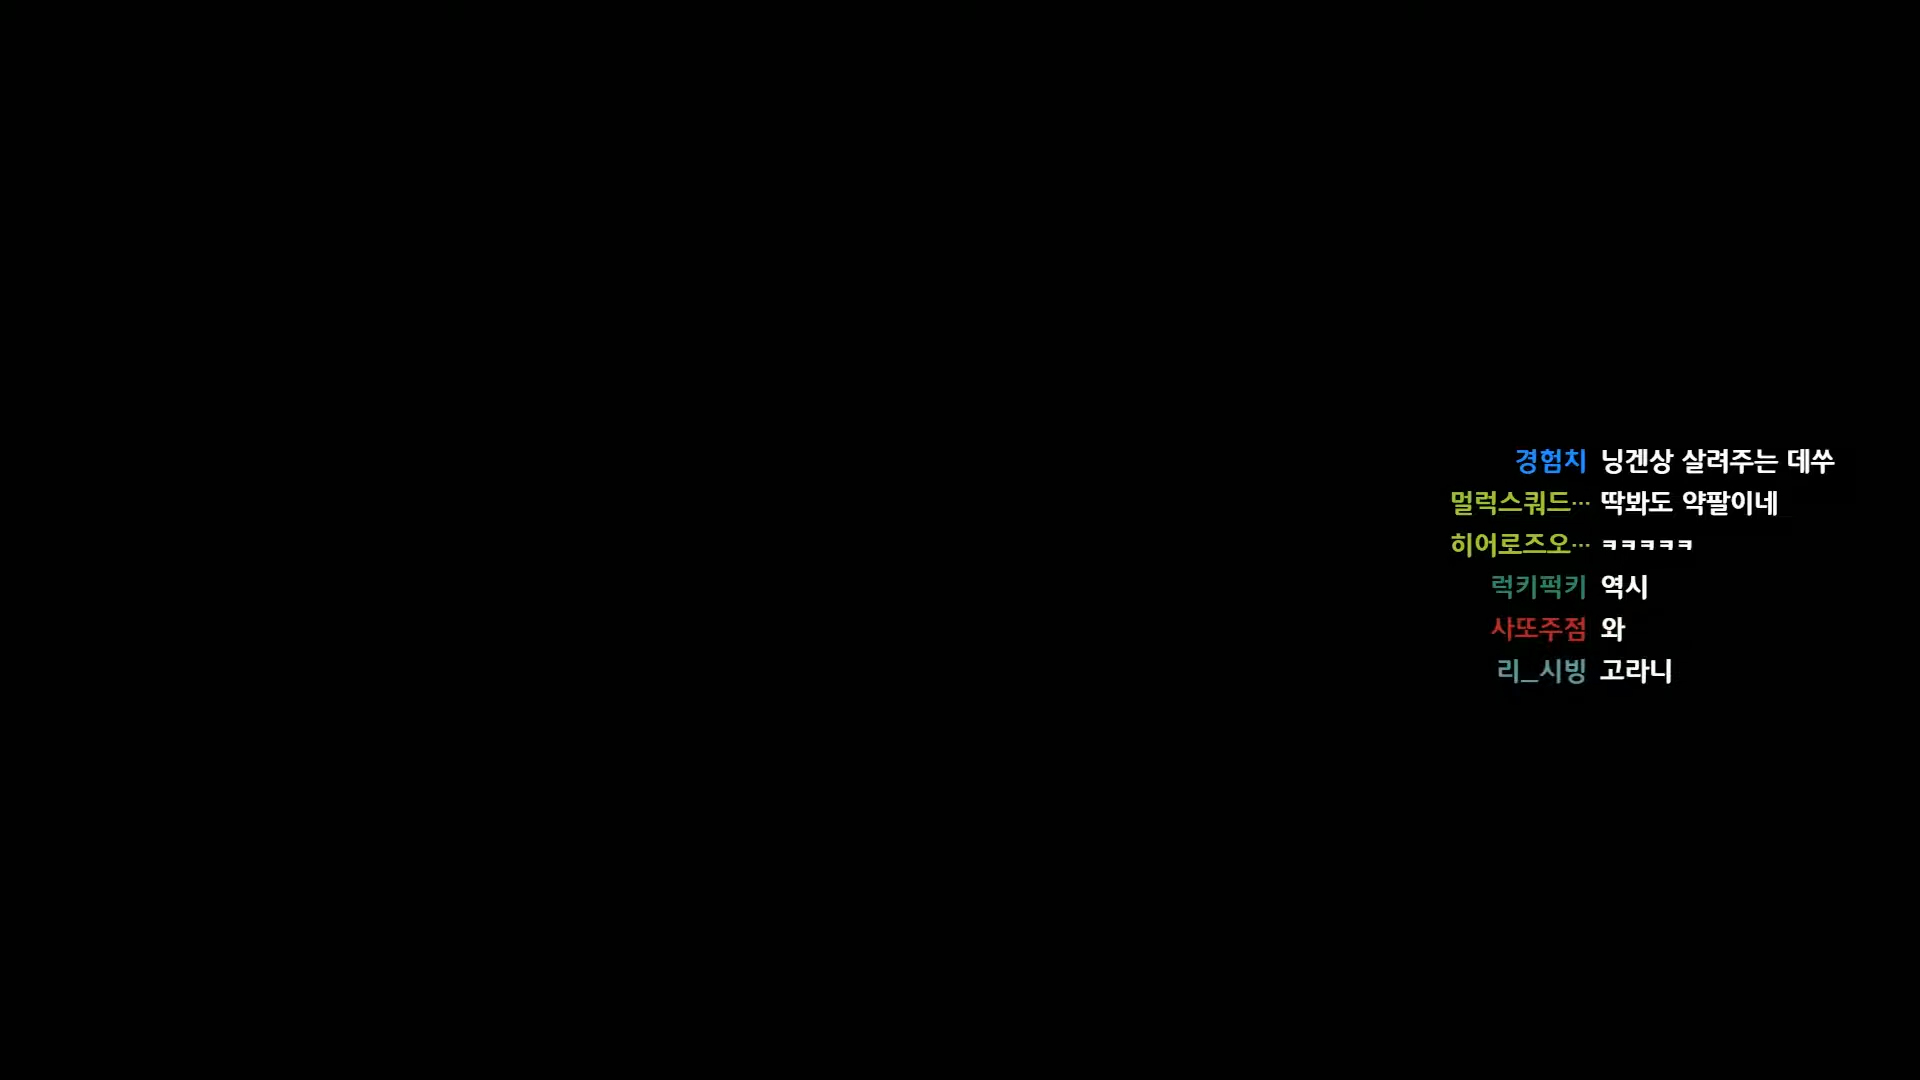 경험치 닝겐상 살려주는 데쑤
멀럭스쿼드… 딱봐도 약팔이네
히어로즈오… ㅋㅋㅋㅋㅋ
럭키퍽키 역시
사또주점 와
리_시빙 고라니